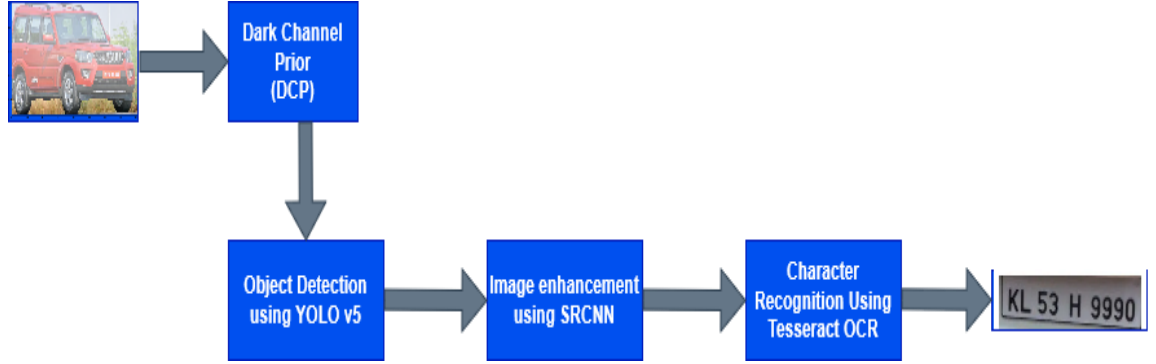 Dark Channel
Prior
(DCP)
Object Detection
using YOLO v5
Image enhancement
using SRCNN
Character
Recognition Using
Tesseract OCR
KL 53 H 9990